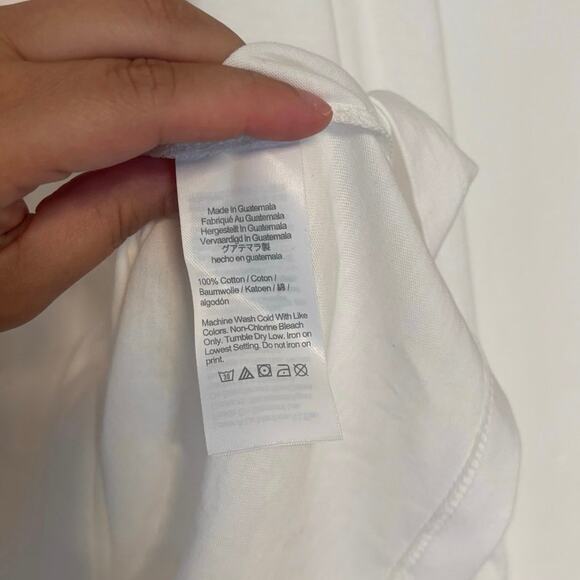 Made in Guatemala
Fabriqué Au Guatemala
Hergestellt In Guatemala
Vervaardigd In Guatemala
グアテマラ製
hecho en guatemala
100% Cotton / Coton /
Baumwolle / Katoen / 綿 /
algodón
Machine Wash Cold With Like
Colors. Non-Chlorine Bleach
Only. Tumble Dry Low. Iron on
Lowest Setting. Do not iron on
print.
30